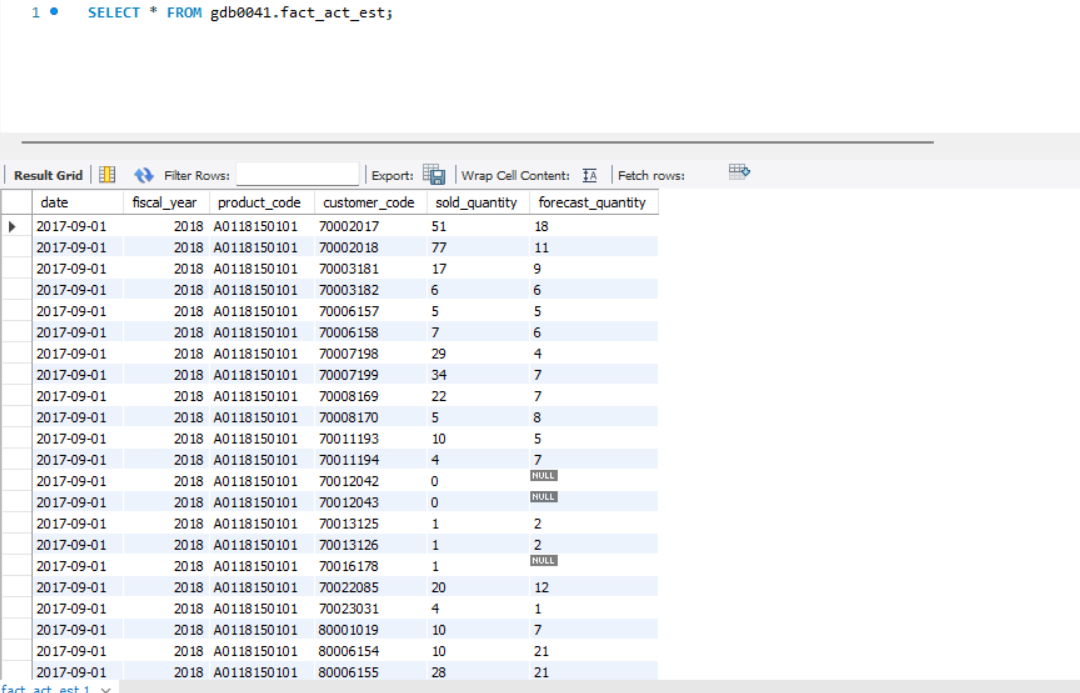 1 SELECT * FROM gdb0041.fact_act_est;
Result Grid Filter Rows: Export: Wrap Cell Content: Fetch rows:
date fiscal_year product_code customer_code sold_quantity forecast_quantity
2017-09-01 2018 A0118150101 70002017 51 18
2017-09-01 2018 A0118150101 70002018 77 11
2017-09-01 2018 A0118150101 70003181 17 9
2017-09-01 2018 A0118150101 70003182 6 6
2017-09-01 2018 A0118150101 70006157 5 5
2017-09-01 2018 A0118150101 70006158 7 6
2017-09-01 2018 A0118150101 70007198 29 4
2017-09-01 2018 A0118150101 70007199 34 7
2017-09-01 2018 A0118150101 70008169 22 7
2017-09-01 2018 A0118150101 70008170 5 8
2017-09-01 2018 A0118150101 70011193 10 5
2017-09-01 2018 A0118150101 70011194 4 7
2017-09-01 2018 A0118150101 70012042 0 NULL
2017-09-01 2018 A0118150101 70012043 0 NULL
2017-09-01 2018 A0118150101 70013125 1 2
2017-09-01 2018 A0118150101 70013126 1 2
2017-09-01 2018 A0118150101 70016178 1 NULL
2017-09-01 2018 A0118150101 70022085 20 12
2017-09-01 2018 A0118150101 70023031 4 1
2017-09-01 2018 A0118150101 80001019 10 7
2017-09-01 2018 A0118150101 80006154 10 21
2017-09-01 2018 A0118150101 80006155 28 21
fact_act_est 1